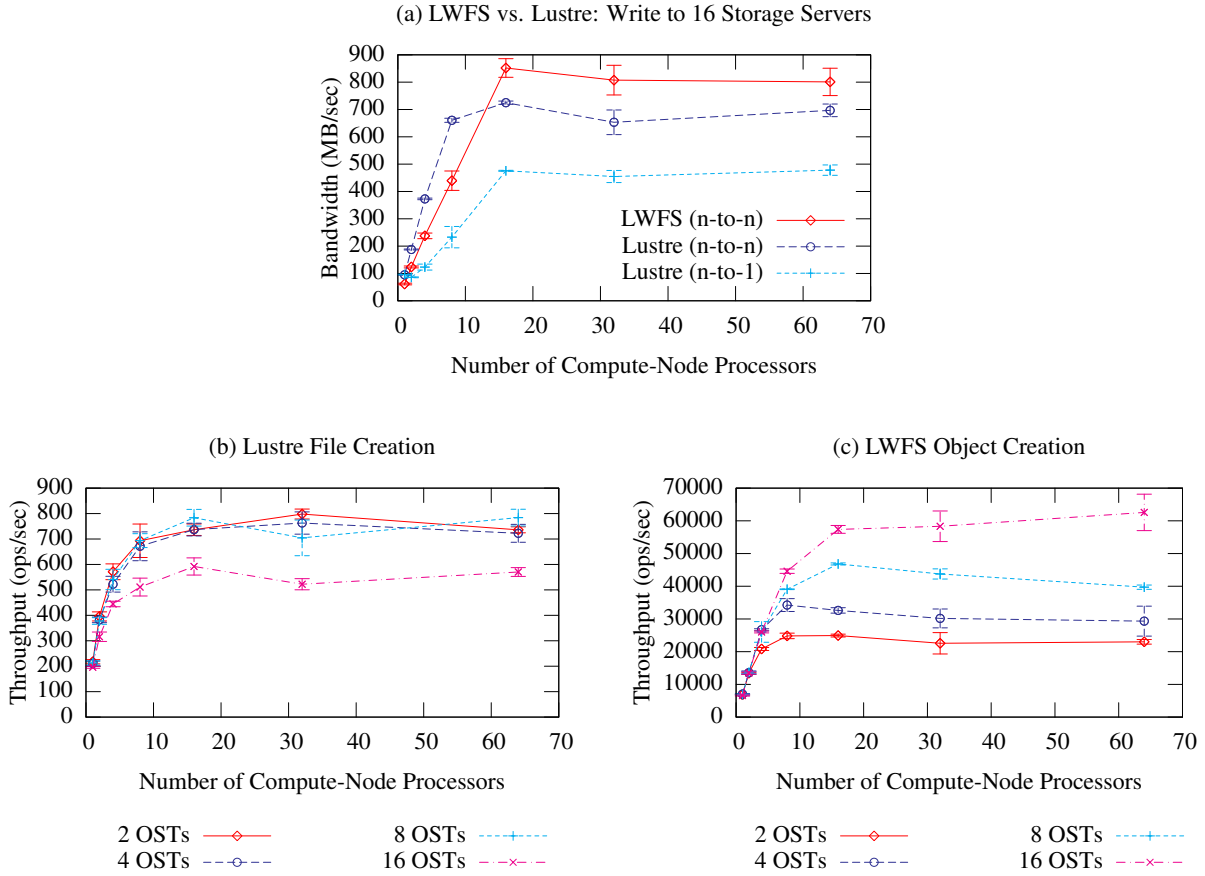 (a) LWFS vs. Lustre: Write to 16 Storage Servers
900
800
700
600
500
400
300
200
100
0
Bandwidth (MB/sec)
LWFS (n-to-n)
Lustre (n-to-n)
Lustre (n-to-1)
0 10 20 30 40 50 60 70
Number of Compute-Node Processors
(b) Lustre File Creation
900
800
700
600
500
400
300
200
100
0
Throughput (ops/sec)
0 10 20 30 40 50 60 70
Number of Compute-Node Processors
2 OSTs 8 OSTs
4 OSTs 16 OSTs
(c) LWFS Object Creation
70000
60000
50000
40000
30000
20000
10000
0
Throughput (ops/sec)
0 10 20 30 40 50 60 70
Number of Compute-Node Processors
2 OSTs 8 OSTs
4 OSTs 16 OSTs